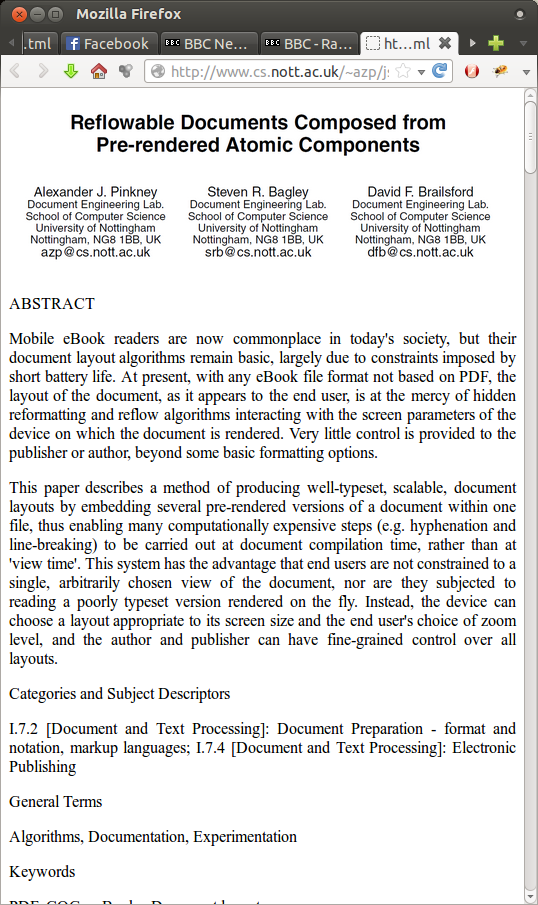 Mozilla Firefox
.tml
Facebook
BBC BBC Ne...
BBC BBC - Ra...
ht...ml
http://www.cs.nott.ac.uk/~azp/js
Reflowable Documents Composed from
Pre-rendered Atomic Components
Alexander J. Pinkney
Document Engineering Lab.
School of Computer Science
University of Nottingham
Nottingham, NG8 1BB, UK
azp@cs.nott.ac.uk
Steven R. Bagley
Document Engineering Lab.
School of Computer Science
University of Nottingham
Nottingham, NG8 1BB, UK
srb@cs.nott.ac.uk
David F. Brailsford
Document Engineering Lab.
School of Computer Science
University of Nottingham
Nottingham, NG8 1BB, UK
dfb@cs.nott.ac.uk
ABSTRACT
Mobile eBook readers are now commonplace in today's society, but their
document layout algorithms remain basic, largely due to constraints imposed by
short battery life. At present, with any eBook file format not based on PDF, the
layout of the document, as it appears to the end user, is at the mercy of hidden
reformatting and reflow algorithms interacting with the screen parameters of the
device on which the document is rendered. Very little control is provided to the
publisher or author, beyond some basic formatting options.
This paper describes a method of producing well-typeset, scalable, document
layouts by embedding several pre-rendered versions of a document within one
file, thus enabling many computationally expensive steps (e.g. hyphenation and
line-breaking) to be carried out at document compilation time, rather than at
'view time'. This system has the advantage that end users are not constrained to a
single, arbitrarily chosen view of the document, nor are they subjected to
reading a poorly typeset version rendered on the fly. Instead, the device can
choose a layout appropriate to its screen size and the end user's choice of zoom
level, and the author and publisher can have fine-grained control over all
layouts.
Categories and Subject Descriptors
I.7.2 [Document and Text Processing]: Document Preparation - format and
notation, markup languages; I.7.4 [Document and Text Processing]: Electronic
Publishing
General Terms
Algorithms, Documentation, Experimentation
Keywords